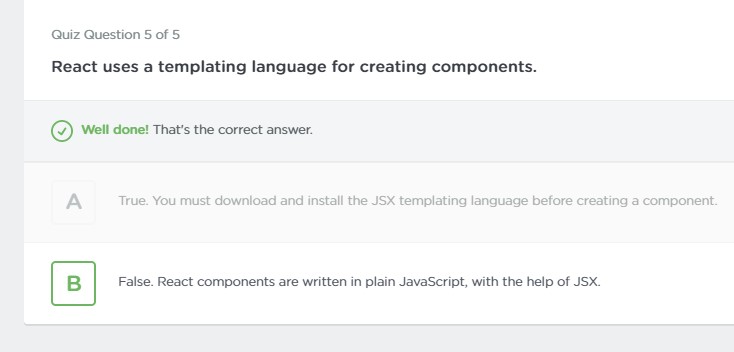 Quiz Question 5 of 5
React uses a templating language for creating components.
Well done! That's the correct answer.
A
True. You must download and install the JSX templating language before creating a component.
B
False. React components are written in plain JavaScript, with the help of JSX.